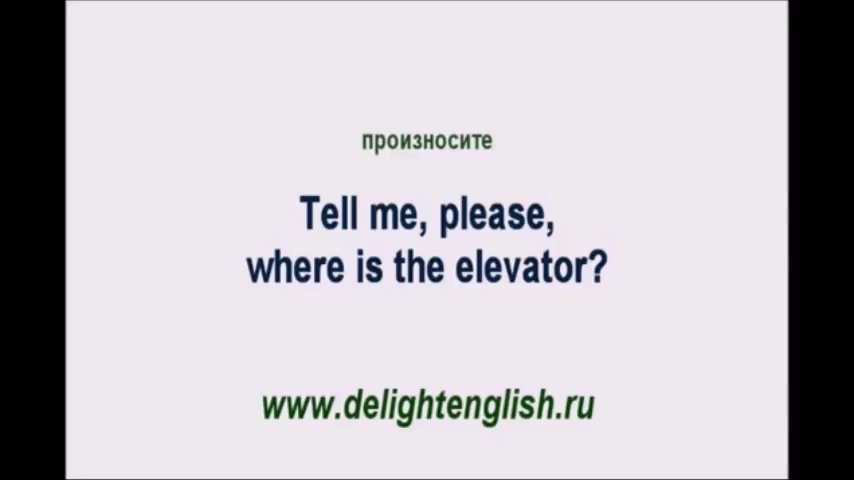 произносите
Tell me, please,
where is the elevator?
www.delightenglish.ru